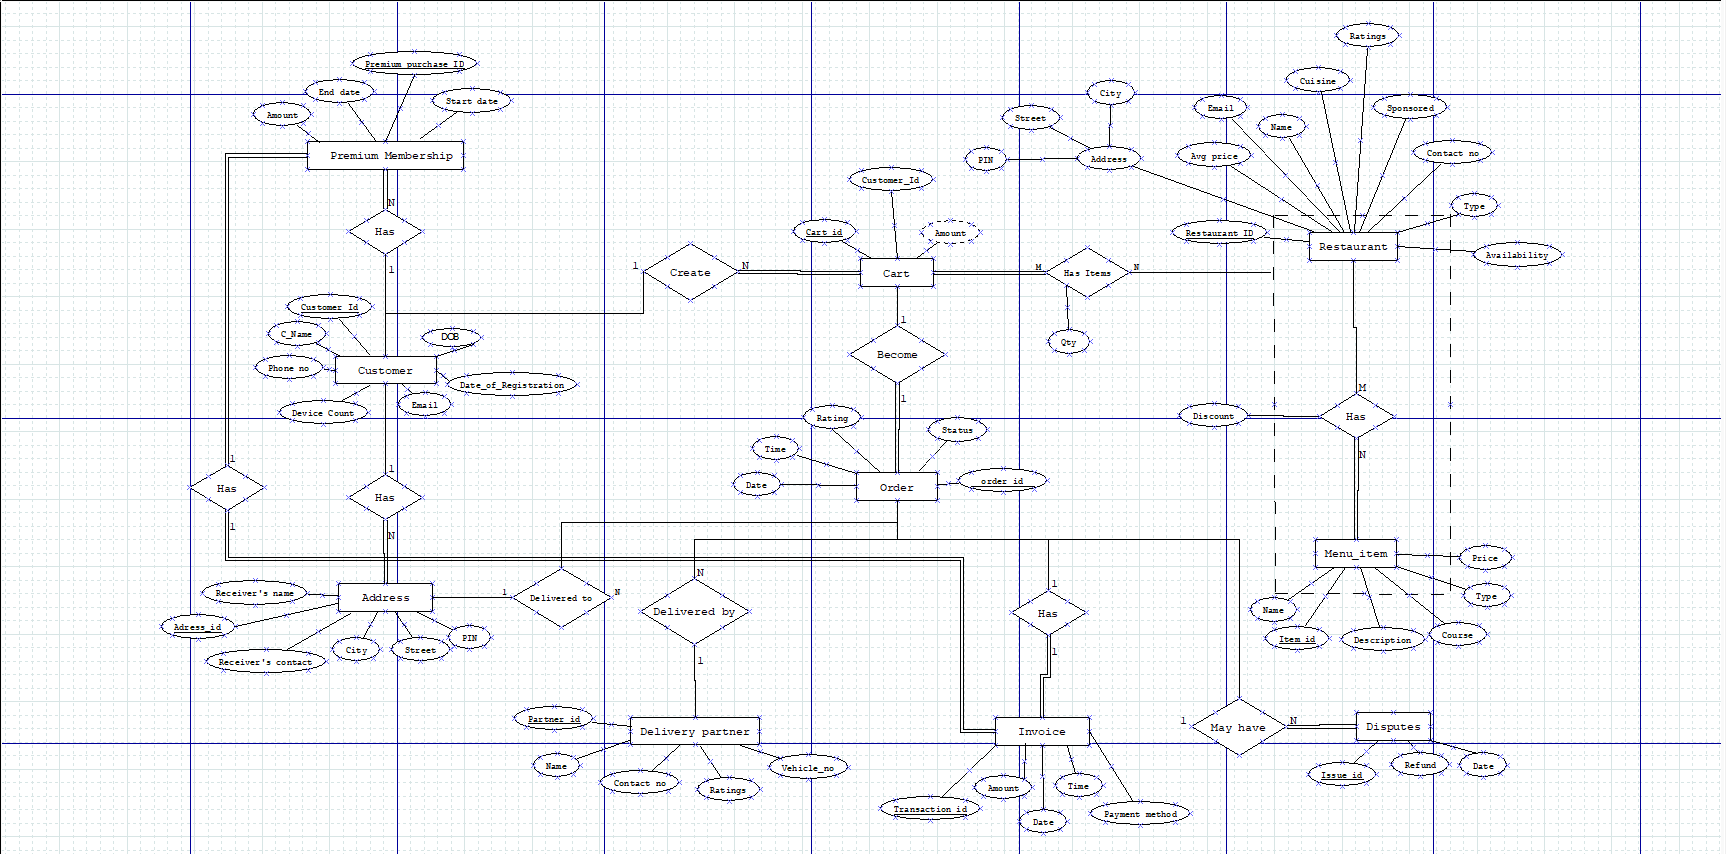 Ratings
Premium_purchase_ID
Cuisine
End date
City
Start date
Email
Sponsored
Amount
Street
Name
Contact no
Premium Membership
PIN
Address
Avg price
Customer_Id
N
Type
Has
Cart id
Amount
Restaurant ID
Restaurant
Availability
1
1
Create
N
Cart
M
Has Items
N
Customer Id
1
C_Name
DOB
Qty
Become
Phone no
Customer
Date_of_Registration
M
1
Device Count
Email
Rating
Discount
Has
Status
Time
N
1
1
Has
Date
Order
order id
Has
1
N
Menu_item
Price
N
1
Receiver's name
Address
1
Delivered to
N
Type
Name
Delivered by
Has
Adress_id
PIN
Item id
Description
Course
City
Street
1
1
Receiver's contact
Partner id
1
May have
N
Disputes
Delivery partner
Invoice
Name
Vehicle_no
Refund
Date
Issue id
Contact no
Ratings
Amount
Time
Transaction id
Payment method
Date